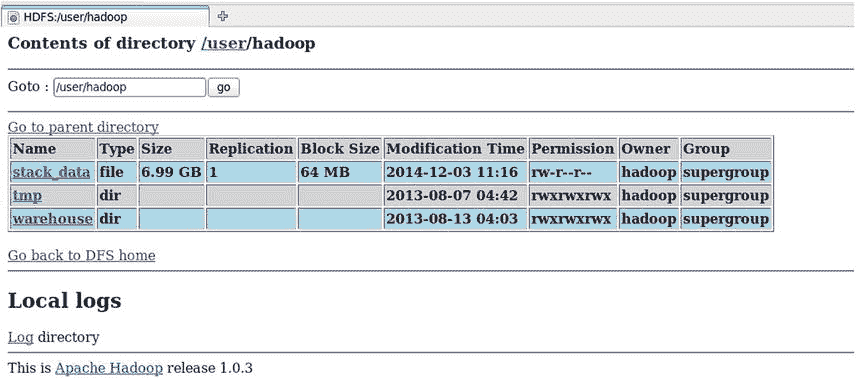 HDFS:/user/hadoop
Contents of directory /user/hadoop
Goto : /user/hadoop go
Go to parent directory
Name Type Size Replication Block Size Modification Time Permission Owner Group
stack_data file 6.99 GB 1 64 MB 2014-12-03 11:16 rw-r--r-- hadoop supergroup
tmp dir 2013-08-07 04:42 rwxrwxrwx hadoop supergroup
warehouse dir 2013-08-13 04:03 rwxrwxrwx hadoop supergroup
Go back to DFS home
Local logs
Log directory
This is Apache Hadoop release 1.0.3